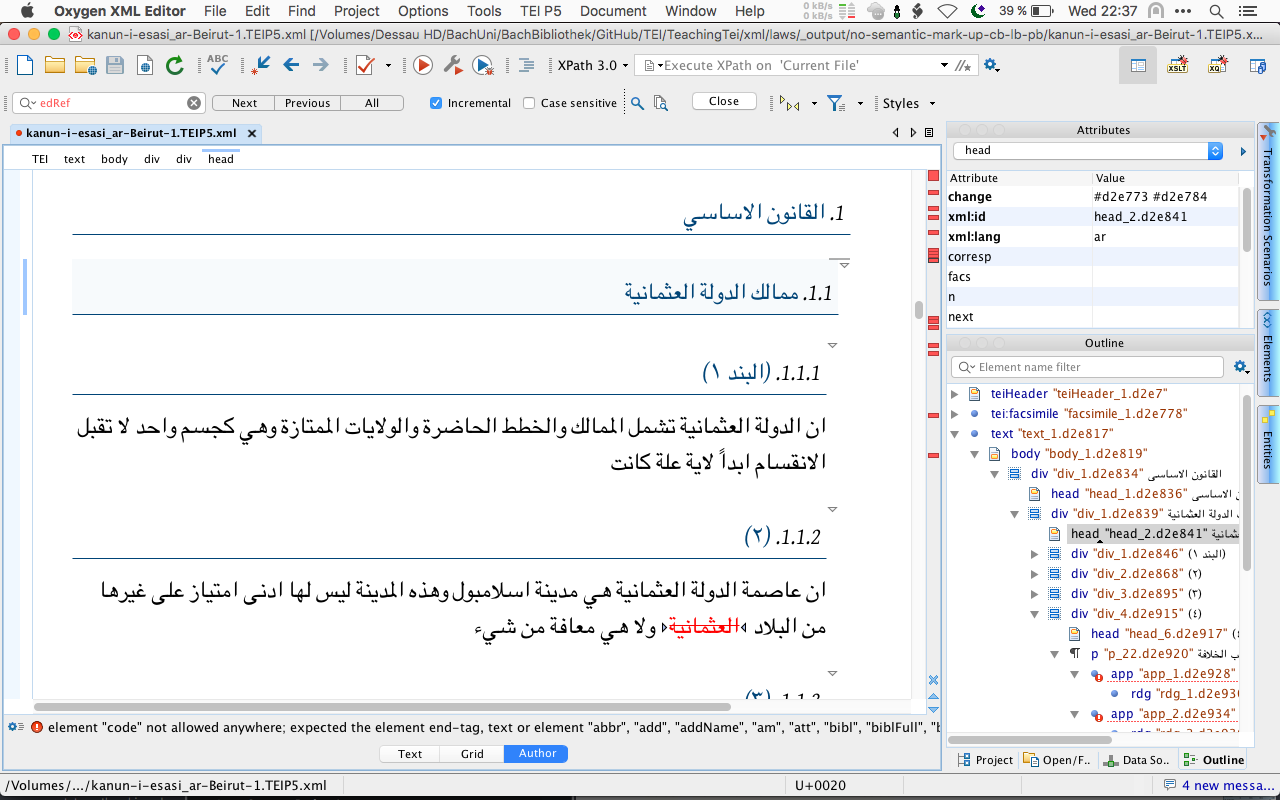 Oxygen XML Editor File Edit Find Project Options Tools TEI P5 Document Window Help 0 kB/s 0 kB/s 39 % Wed 22:37
kanun-i-esasi_ar-Beirut-1.TEIP5.xml [/Volumes/Dessau HD/BachUni/BachBibliothek/GitHub/TEI/TeachingTei/xml/laws/_output/no-semantic-mark-up-cb-lb-pb/kanun-i-esasi_ar-Beirut-1.TEIP5.x...
ABC XPath 3.0 Execute XPath on 'Current File' XSLT XQ
edRef Next Previous All Incremental Case sensitive Close Styles
kanun-i-esasi_ar-Beirut-1.TEIP5.xml
TEI text body div div head
1. القانون الاساسي
1.1. ممالك الدولة العثمانية
1.1.1. (البند ١)
ان الدولة العثمانية تشمل الممالك والخطط الحاضرة والولايات الممتازة وهي كجسم واحد لا تقبل
الانقسام ابداً لاية علة كانت
1.1.2. (٢)
ان عاصمة الدولة العثمانية هي مدينة اسلامبول وهذه المدينة ليس لها ادنى امتياز على غيرها
من البلاد العثمانية ولا هي معافة من شيء
1.1.3. (٣)
element "code" not allowed anywhere; expected the element end-tag, text or element "abbr", "add", "addName", "am", "att", "bibl", "biblFull", "b
Text Grid Author
Attributes
head
Attribute Value
change #d2e773 #d2e784
xml:id head_2.d2e841
xml:lang ar
corresp
facs
n
next
Outline
Element name filter
teiHeader "teiHeader_1.d2e7"
tei:facsimile "facsimile_1.d2e778"
text "text_1.d2e817"
body "body_1.d2e819"
div "div_1.d2e834" القانون الاساسى
head "head_1.d2e836" ن الاساسى
div "div_1.d2e839" ك الدولة العثمانية
head "head_2.d2e841" ثمانية
div "div_1.d2e846" (البند ١)
div "div_2.d2e868" (٢)
div "div_3.d2e895" (٣)
div "div_4.d2e915" (٤)
head "head_6.d2e917" (٤
p "p_22.d2e920" ب الخلافة
app "app_1.d2e928"
rdg "rdg_1.d2e930
app "app_2.d2e934"
Project Open/F.. Data So.. Outline
Transformation Scenarios
Elements
Entities
/Volumes/.../kanun-i-esasi_ar-Beirut-1.TEIP5.xml U+0020 4 new messa...